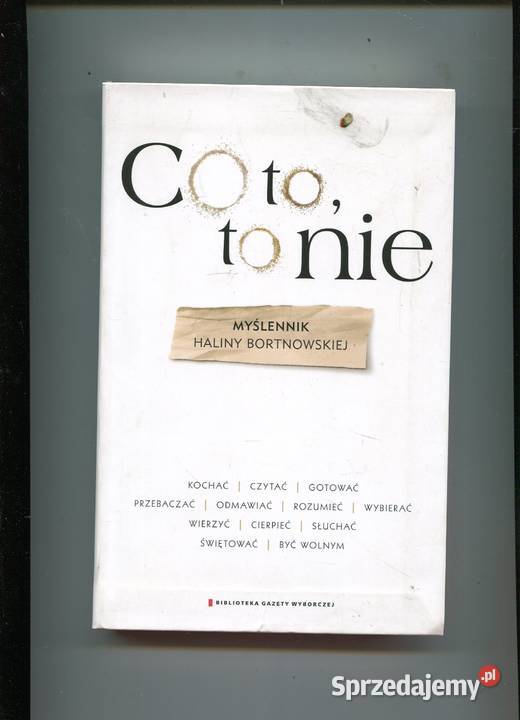 Co to,
to nie
MYŚLENNIK
HALINY BORTNOWSKIEJ
KOCHAĆ | CZYTAĆ | GOTOWAĆ
PRZEBACZAĆ | ODMAWIAĆ | ROZUMIEĆ | WYBIERAĆ
WIERZYĆ | CIERPIEĆ | SŁUCHAĆ
ŚWIĘTOWAĆ | BYĆ WOLNYM
BIBLIOTEKA GAZETY WYBORCZEJ
Sprzedajemy.pl